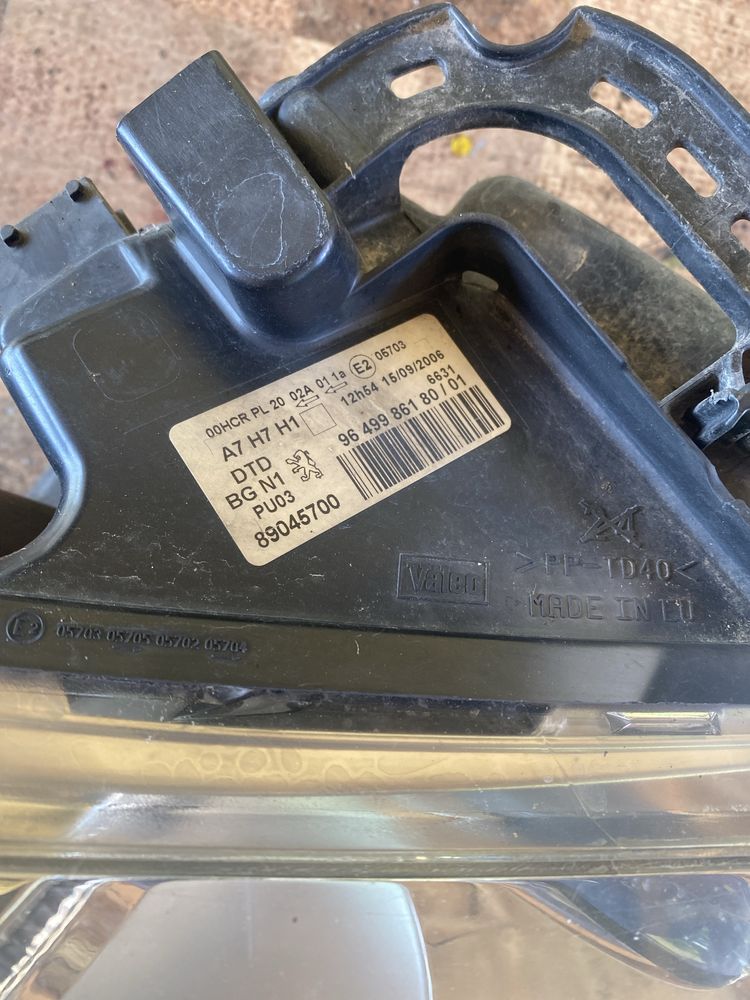 00HCR PL 20 02A 01 1a E2 05703
A7 H7 H1 12h54 15/09/2006
DTD 6631
BG N1 96 499 861 80 / 01
PU03
89045700
Valeo
>PP-TD40<
MADE IN EU
E2 05703 05705 05702 05704